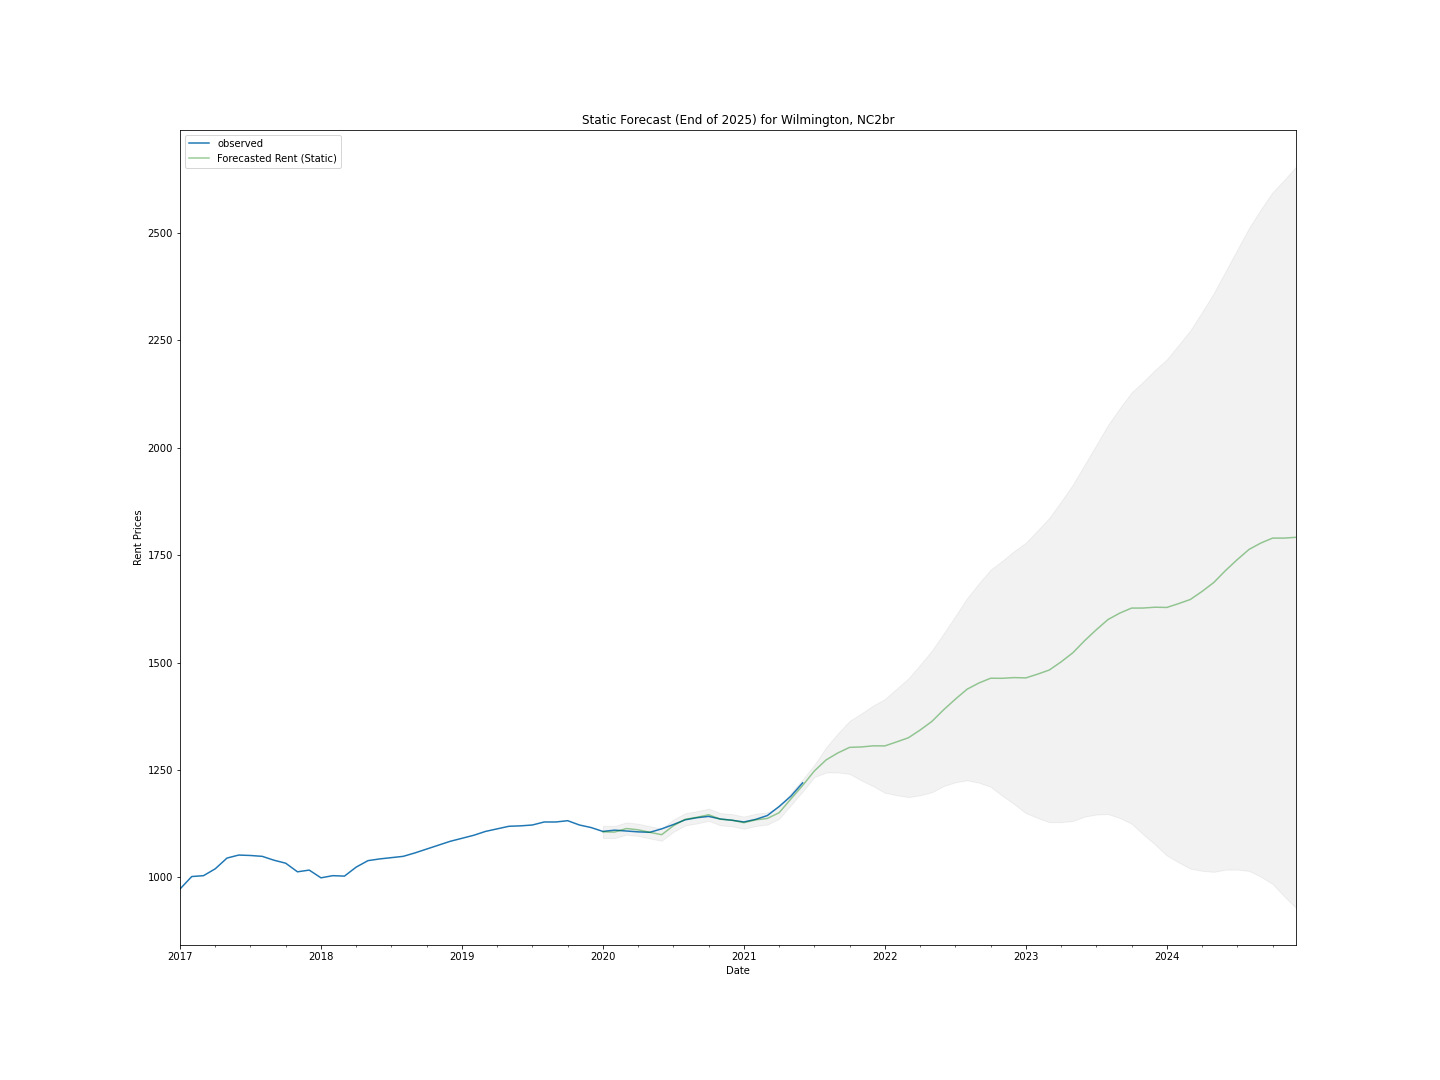 Static Forecast (End of 2025) for Wilmington, NC2br
observed
Forecasted Rent (Static)
2500
2250
2000
1750
1500
1250
1000
Rent Prices
2017 2018 2019 2020 2021 2022 2023 2024
Date